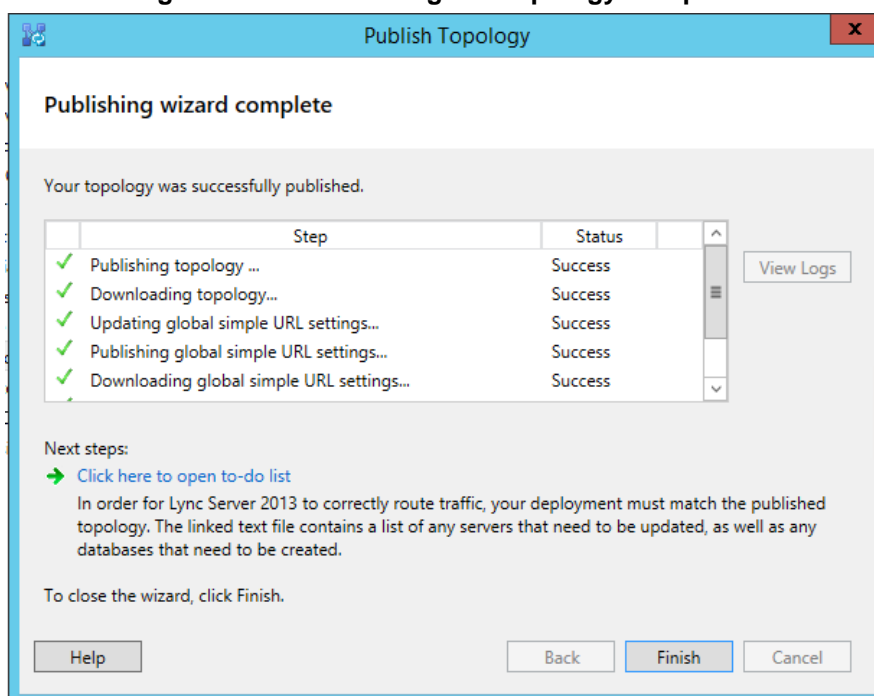 Publish Topology
x
Publishing wizard complete
Your topology was successfully published.
Step Status
Publishing topology ... Success
Downloading topology... Success
Updating global simple URL settings... Success
Publishing global simple URL settings... Success
Downloading global simple URL settings... Success
View Logs
Next steps:
Click here to open to-do list
In order for Lync Server 2013 to correctly route traffic, your deployment must match the published
topology. The linked text file contains a list of any servers that need to be updated, as well as any
databases that need to be created.
To close the wizard, click Finish.
Help Back Finish Cancel